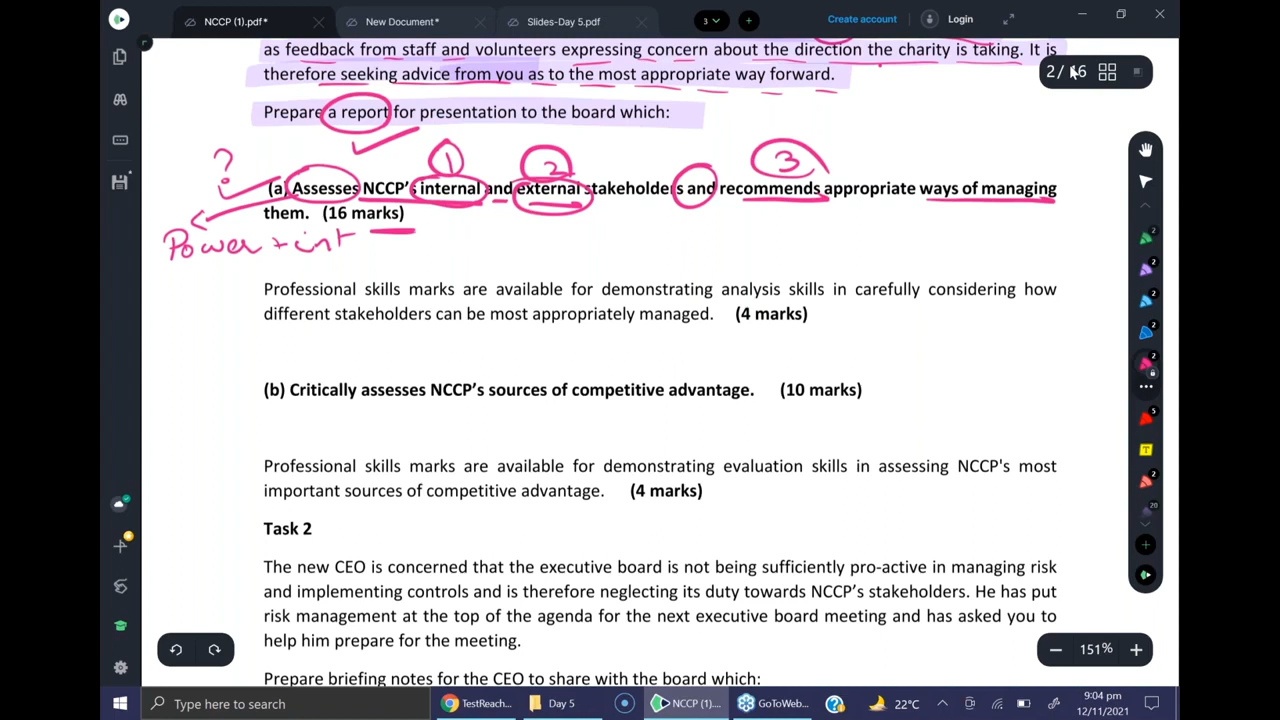 NCCP (1).pdf*
New Document*
Slides-Day 5.pdf
3
Create account
Login
as feedback from staff and volunteers expressing concern about the direction the charity is taking. It is
therefore seeking advice from you as to the most appropriate way forward.
2/16
Prepare a report for presentation to the board which:
? 1 2 3
(a) Assesses NCCP's internal and external stakeholders and recommends appropriate ways of managing
them. (16 marks)
Power + int
Professional skills marks are available for demonstrating analysis skills in carefully considering how
different stakeholders can be most appropriately managed. (4 marks)
(b) Critically assesses NCCP's sources of competitive advantage. (10 marks)
Professional skills marks are available for demonstrating evaluation skills in assessing NCCP's most
important sources of competitive advantage. (4 marks)
Task 2
The new CEO is concerned that the executive board is not being sufficiently pro-active in managing risk
and implementing controls and is therefore neglecting its duty towards NCCP's stakeholders. He has put
risk management at the top of the agenda for the next executive board meeting and has asked you to
help him prepare for the meeting.
Prepare briefing notes for the CEO to share with the board which:
2
2
2
2
2
5
T
2
20
151%
Type here to search
TestReach...
Day 5
NCCP (1)....
GoToWeb...
22°C
9:04 pm
12/11/2021